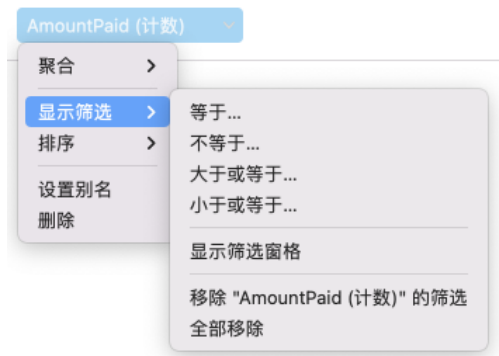 AmountPaid (计数)
聚合
显示筛选
排序
设置别名
删除
等于...
不等于...
大于或等于...
小于或等于...
显示筛选窗格
移除 "AmountPaid (计数)" 的筛选
全部移除